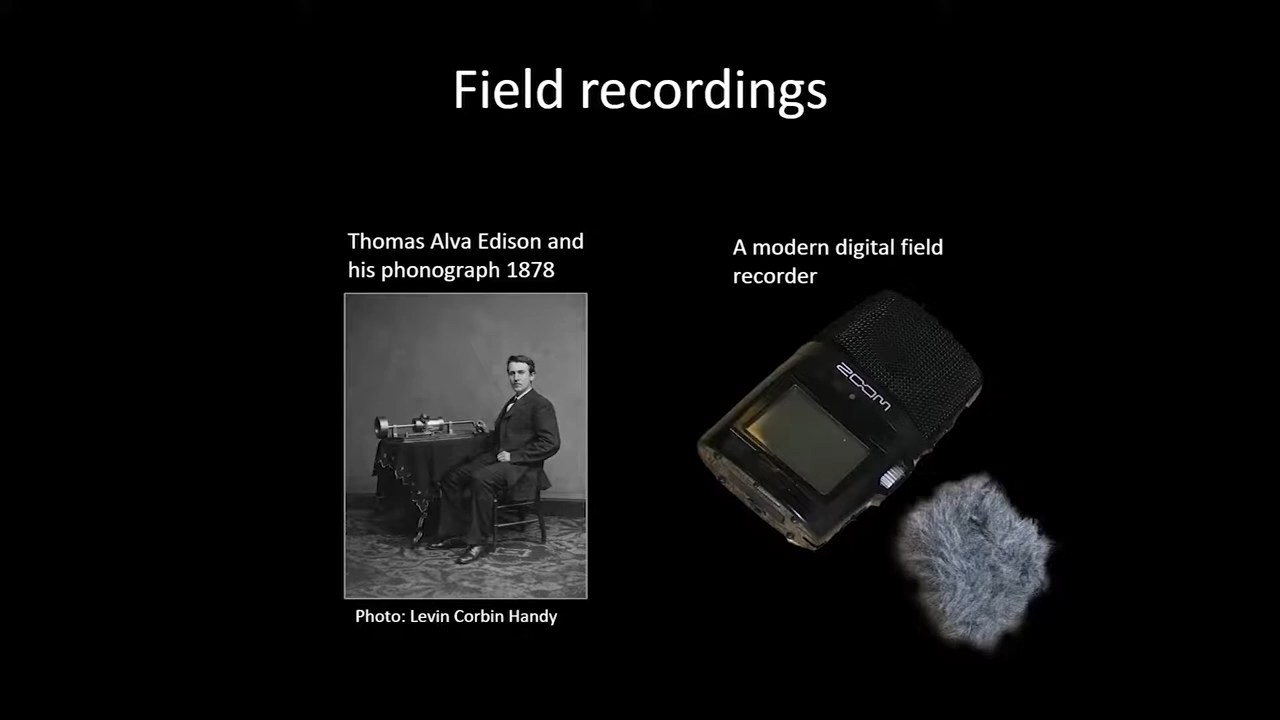 Field recordings
Thomas Alva Edison and
his phonograph 1878
A modern digital field
recorder
ZOOM
Photo: Levin Corbin Handy